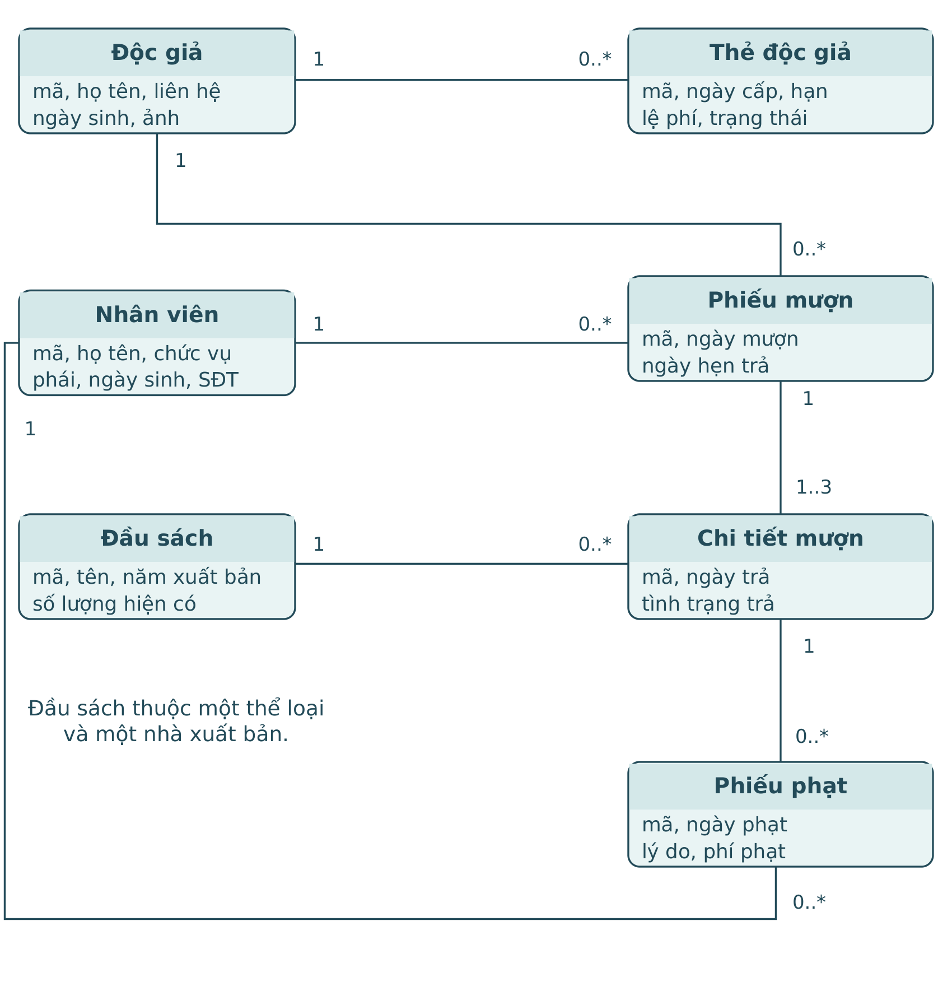 Độc giả
mã, họ tên, liên hệ
ngày sinh, ảnh
1
0..*
Thẻ độc giả
mã, ngày cấp, hạn
lệ phí, trạng thái
1
0..*
Nhân viên
mã, họ tên, chức vụ
phái, ngày sinh, SĐT
1
0..*
Phiếu mượn
mã, ngày mượn
ngày hẹn trả
1
1
1..3
Đầu sách
mã, tên, năm xuất bản
số lượng hiện có
1
0..*
Chi tiết mượn
mã, ngày trả
tình trạng trả
1
Đầu sách thuộc một thể loại
và một nhà xuất bản.
0..*
Phiếu phạt
mã, ngày phạt
lý do, phí phạt
0..*